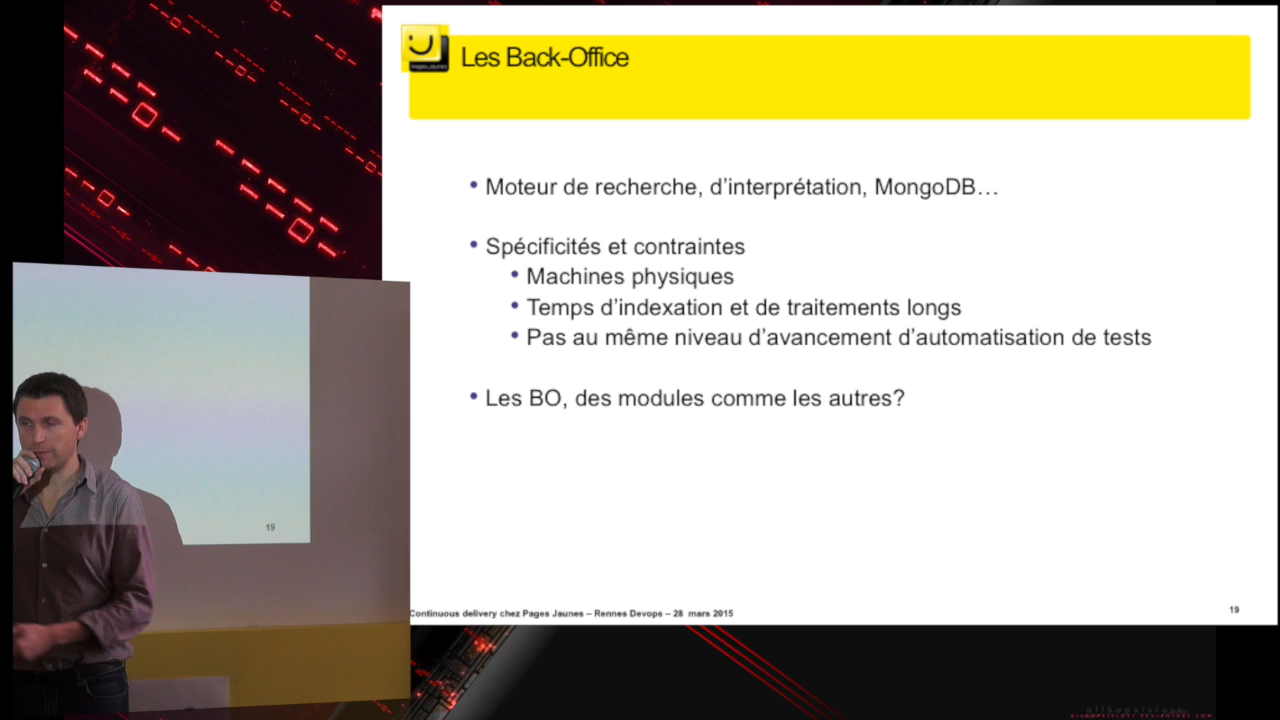 PagesJaunes
Les Back-Office
• Moteur de recherche, d’interprétation, MongoDB…
• Spécificités et contraintes
• Machines physiques
• Temps d’indexation et de traitements longs
• Pas au même niveau d’avancement d’automatisation de tests
• Les BO, des modules comme les autres?
19
Continuous delivery chez Pages Jaunes – Rennes Devops – 28 mars 2015
19